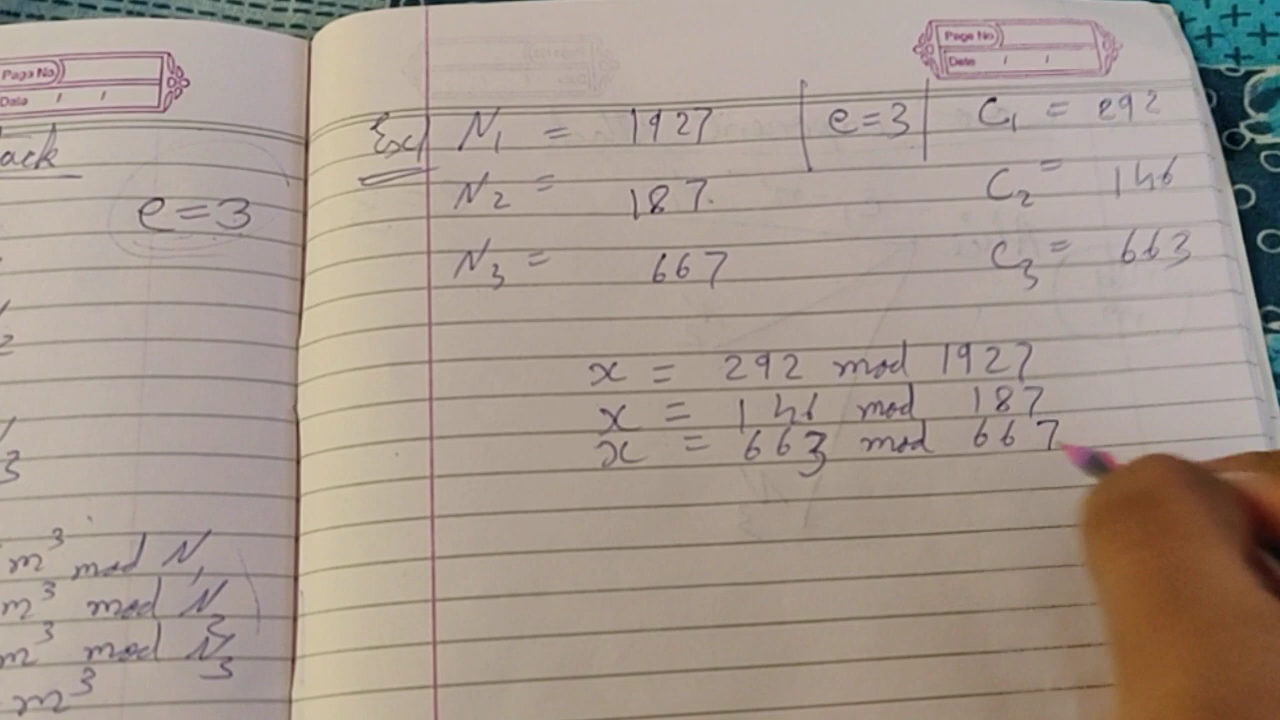 Page No
Date / /
ack
e = 3
2
3
m³ mod N₁
m³ mod N₂
m³ mod N₃
m³
Page No
Date / /
Ex) N₁ = 1927 | e=3 | C₁ = 292
N₂ = 187. C₂ = 146
N₃ = 667 C₃ = 663
x = 292 mod 1927
x = 146 mod 187
x = 663 mod 667